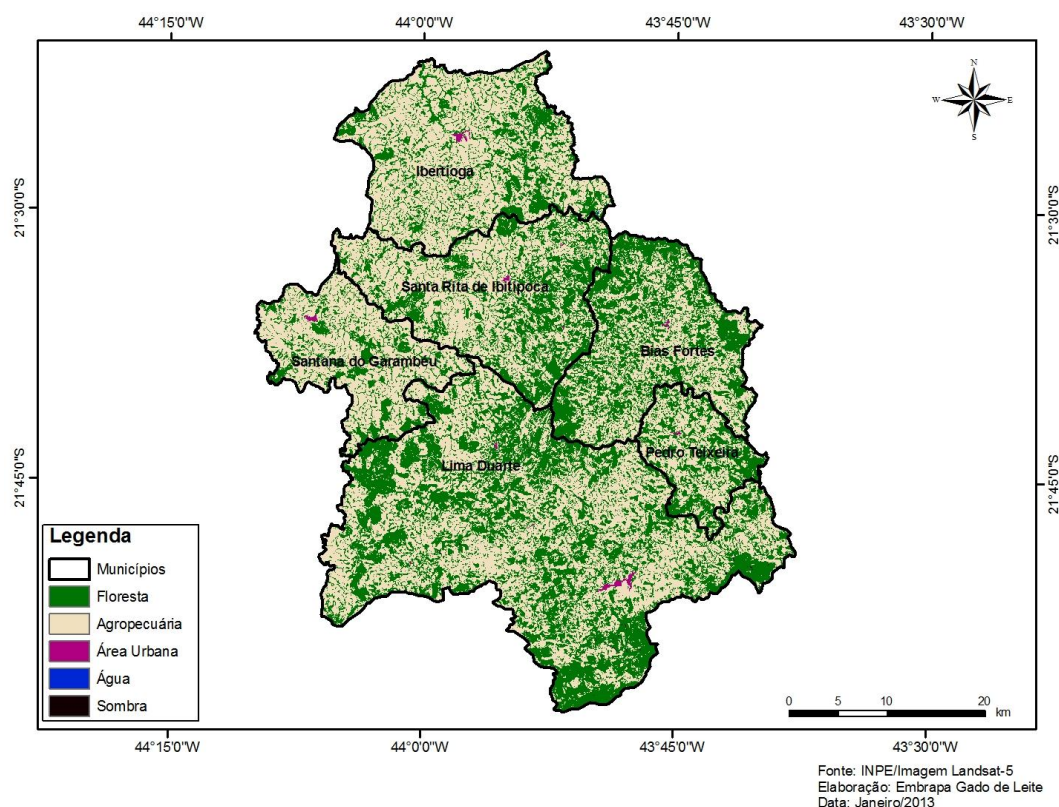 44°15'0"W 44°0'0"W 43°45'0"W 43°30'0"W
N
W E
S
Ibertioga
21°30'0"S 21°30'0"S
Santa Rita de Ibitipoca
Bias Fortes
Santana do Garambéu
Pedro Teixeira
Lima Duarte
21°45'0"S 21°45'0"S
Legenda
Municípios
Floresta
Agropecuária
Área Urbana
Água
Sombra
0 5 10 20
km
44°15'0"W 44°0'0"W 43°45'0"W 43°30'0"W
Fonte: INPE/Imagem Landsat-5
Elaboração: Embrapa Gado de Leite
Data: Janeiro/2013